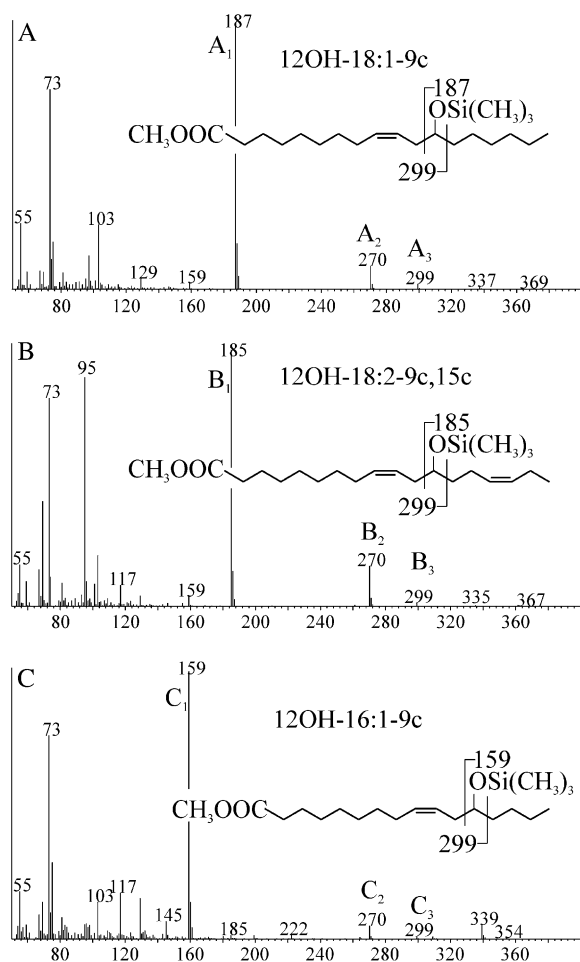 A
187
A1
12OH-18:1-9c
73
187
OSi(CH3)3
CH3OOC
299
55
103
A2
270
A3
129
159
299
337
369
80
120
160
200
240
280
320
360
B
185
95
B1
12OH-18:2-9c,15c
73
185
OSi(CH3)3
CH3OOC
299
B2
270
B3
55
117
159
299
335
367
80
120
160
200
240
280
320
360
C
159
C1
12OH-16:1-9c
73
159
OSi(CH3)3
CH3OOC
299
55
103
117
C2
270
C3
145
185
222
299
339
354
80
120
160
200
240
280
320
360